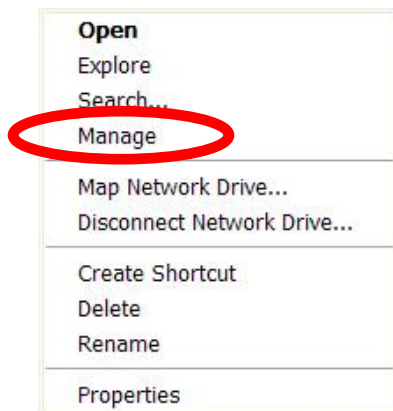 Open
Explore
Search...
Manage
Map Network Drive...
Disconnect Network Drive...
Create Shortcut
Delete
Rename
Properties